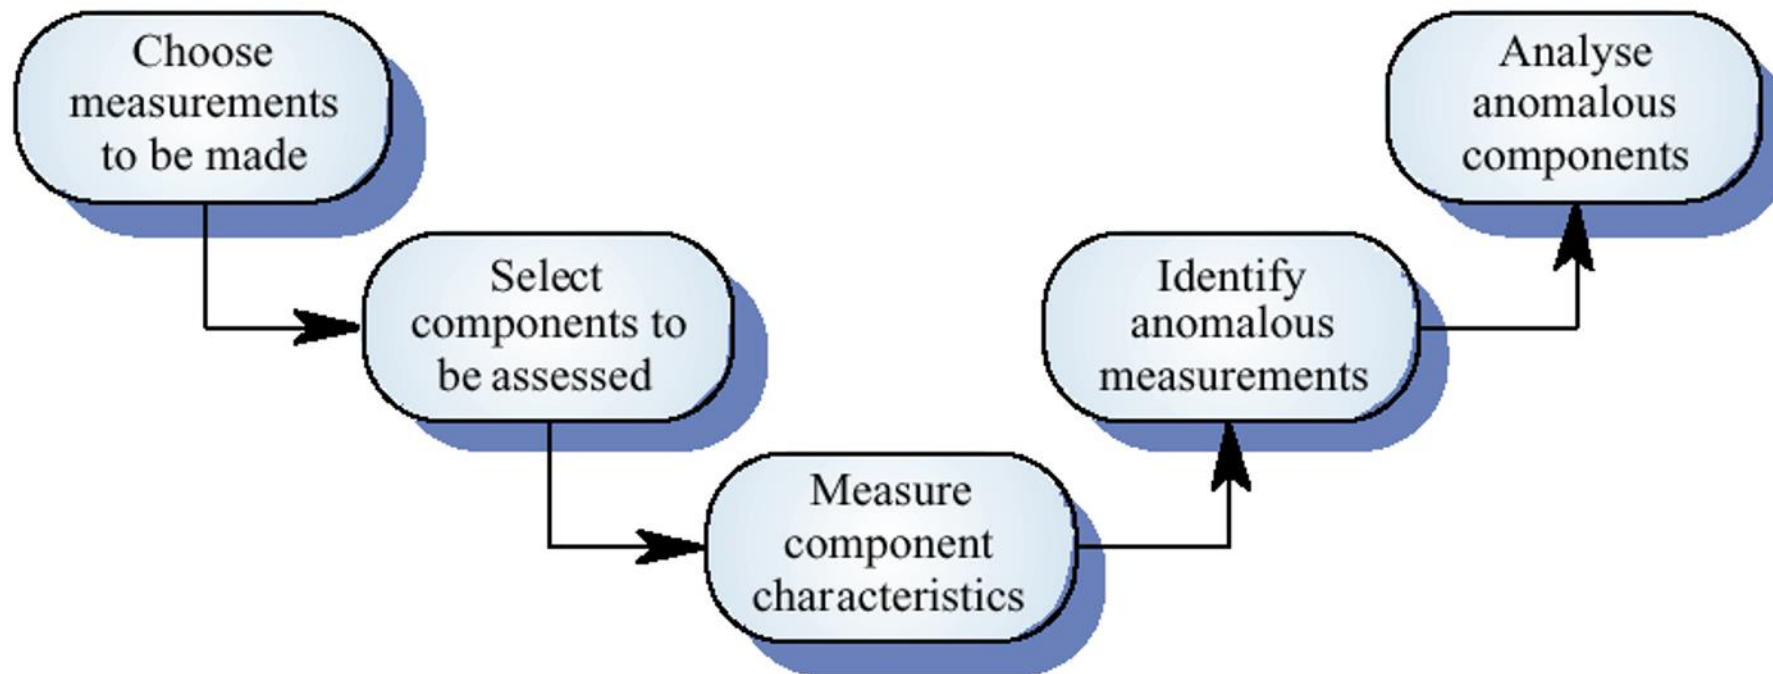 Choose
measurements
to be made
Select
components to
be assessed
Measure
component
characteristics
Identify
anomalous
measurements
Analyse
anomalous
components